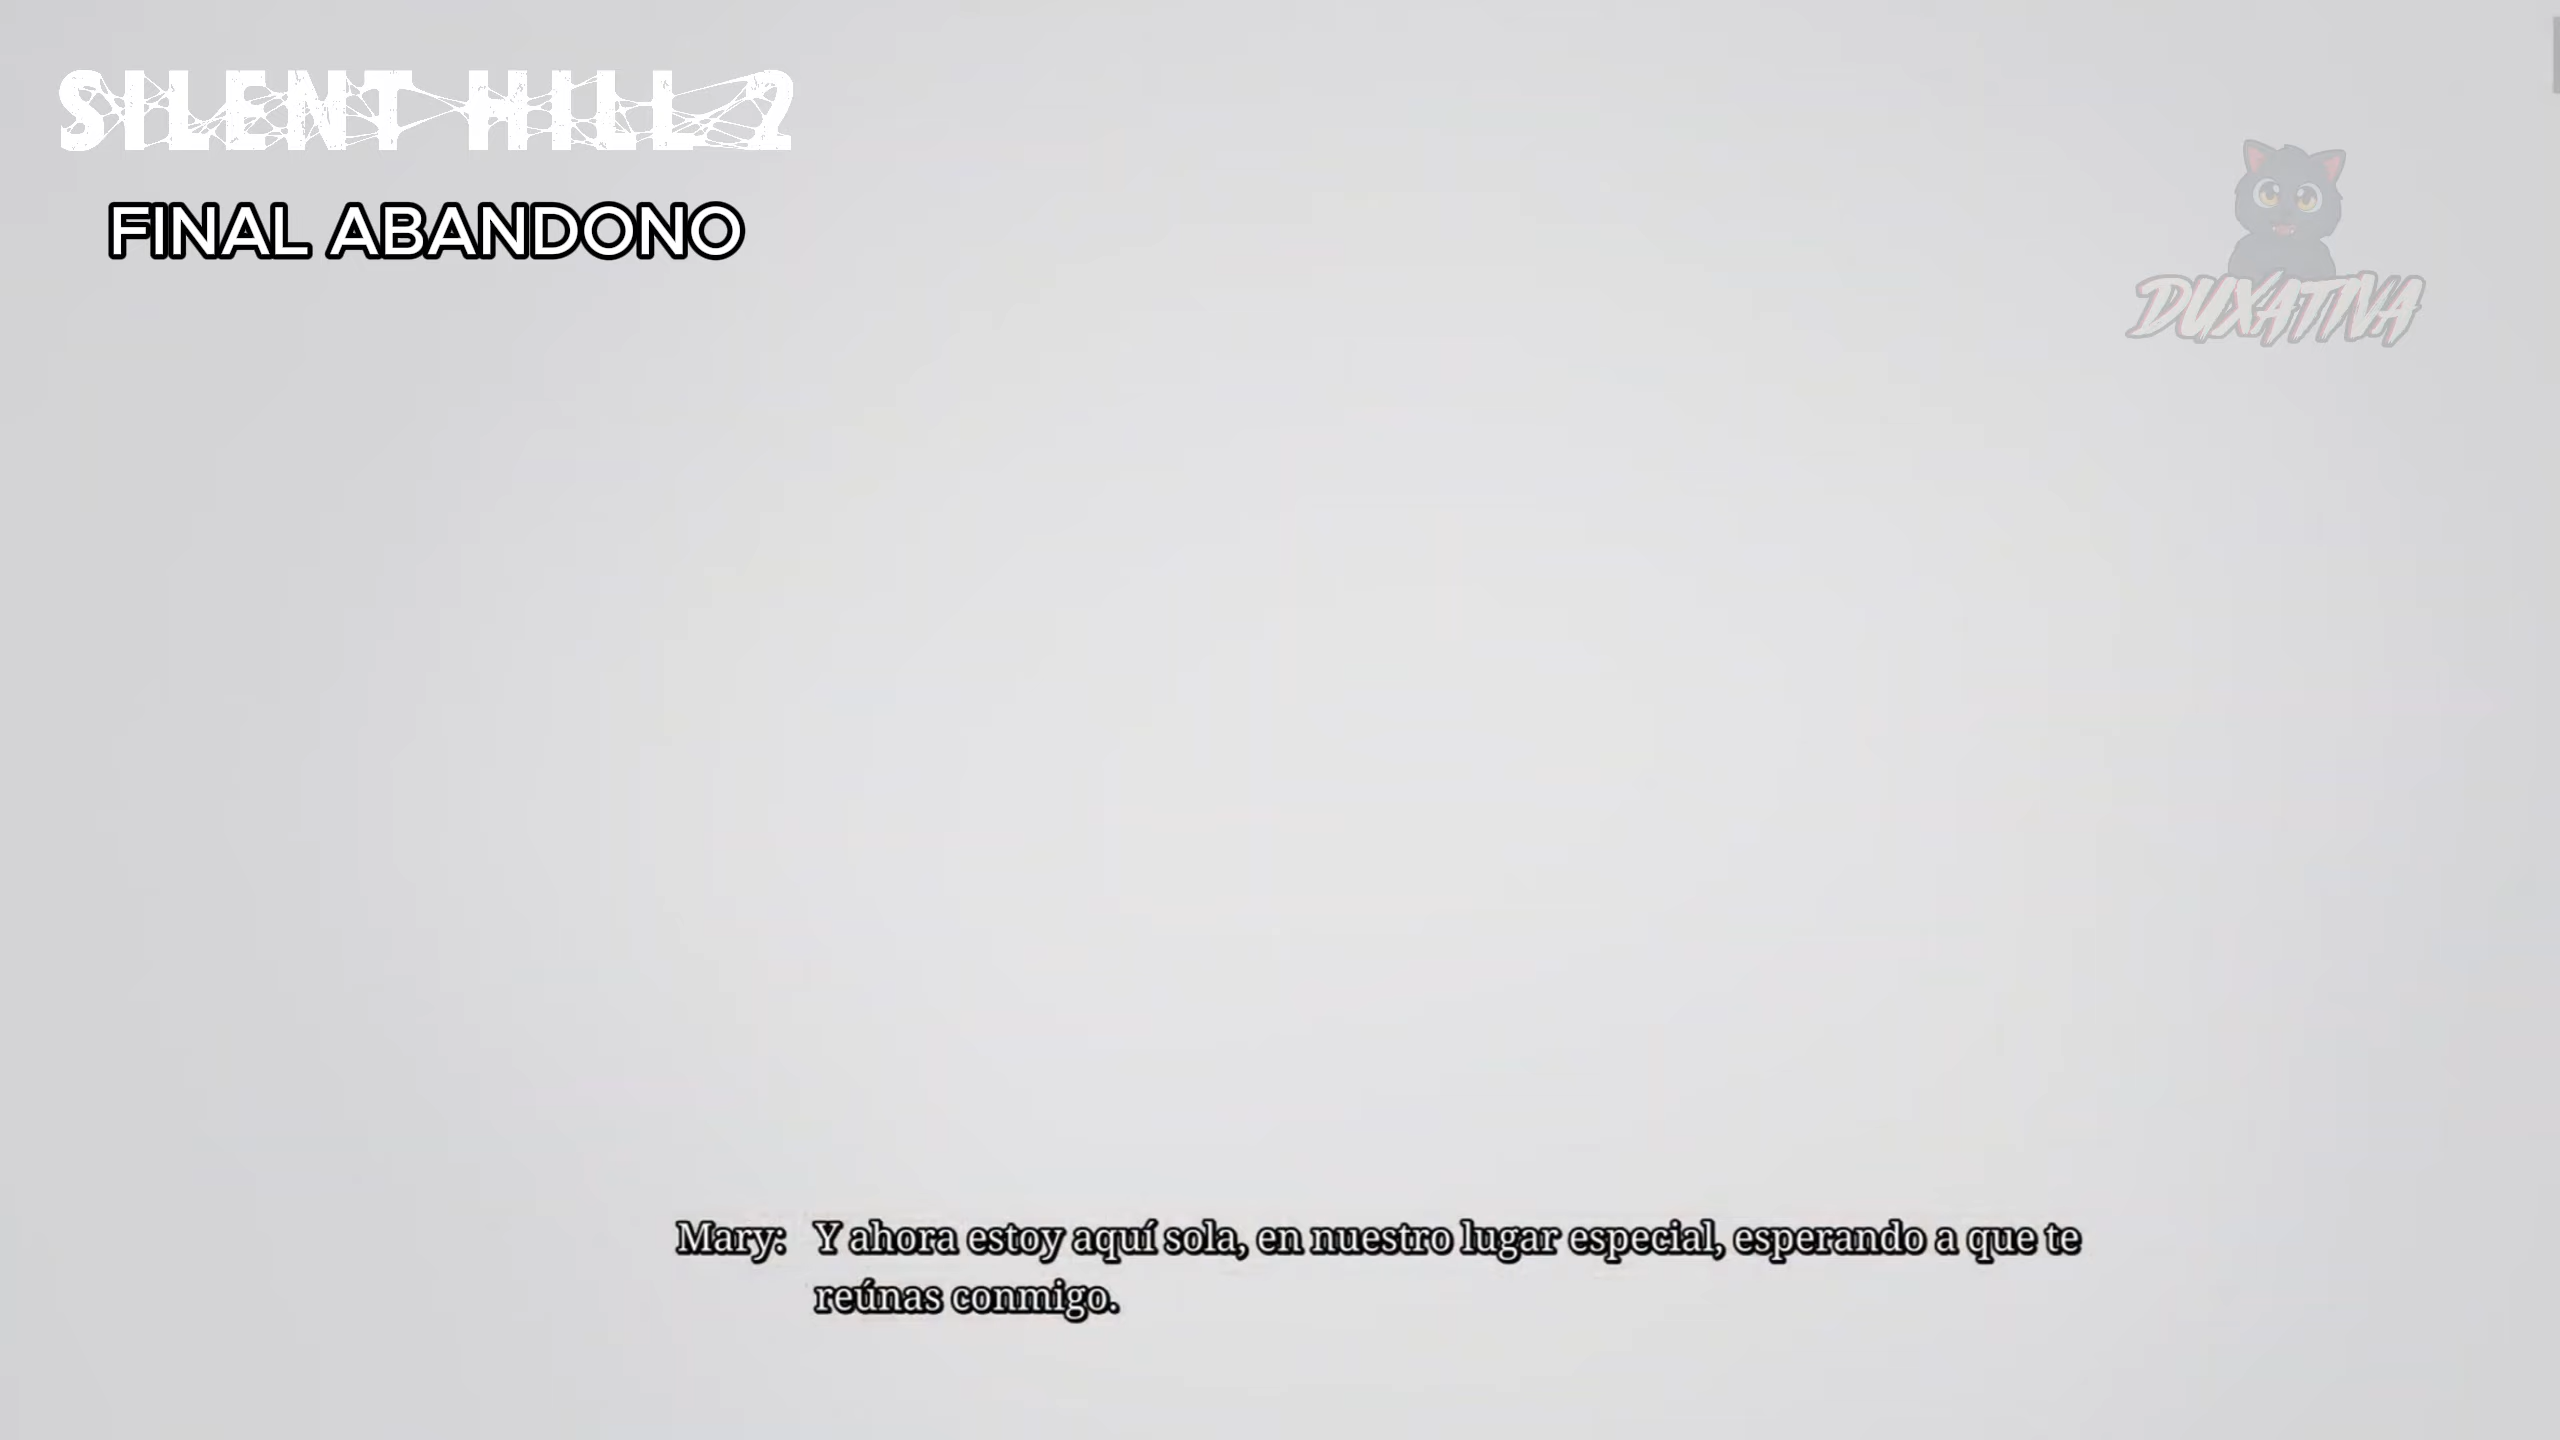 SILENT HILL 2
FINAL ABANDONO
DUXATIVA
Mary: Y ahora estoy aquí sola, en nuestro lugar especial, esperando a que te
reúnas conmigo.